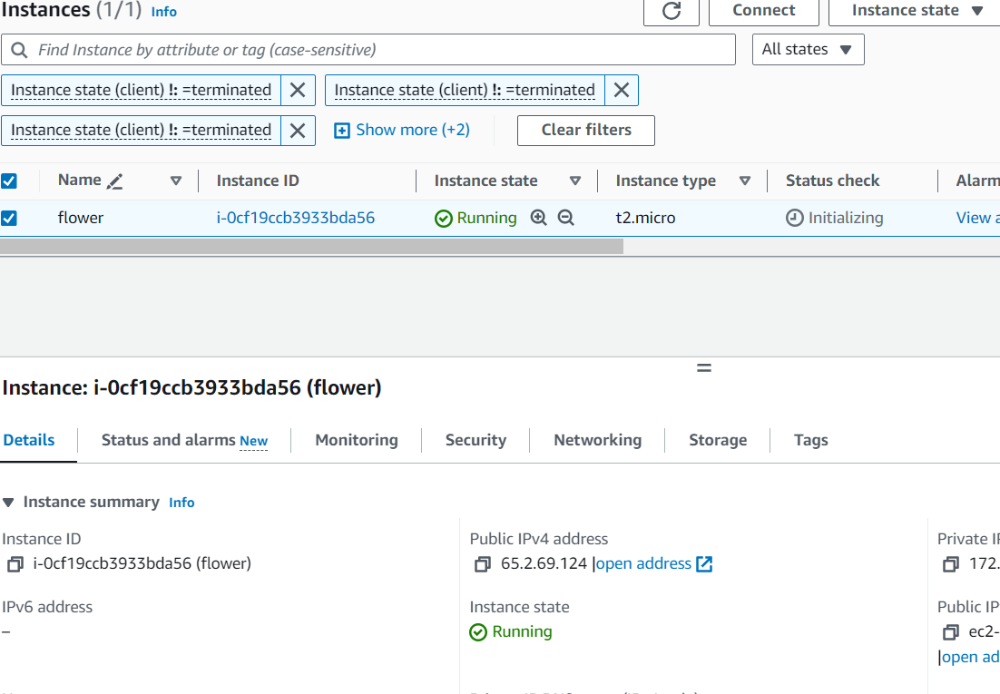 Instances (1/1) Info
Connect
Instance state
Find Instance by attribute or tag (case-sensitive)
All states
Instance state (client) !: =terminated
Instance state (client) !: =terminated
Instance state (client) !: =terminated
Show more (+2)
Clear filters
Name Instance ID Instance state Instance type Status check Alarm
flower i-0cf19ccb3933bda56 Running t2.micro Initializing View a
Instance: i-0cf19ccb3933bda56 (flower)
Details Status and alarms New Monitoring Security Networking Storage Tags
Instance summary Info
Instance ID
i-0cf19ccb3933bda56 (flower)
Public IPv4 address
65.2.69.124 |open address
Private IP
172.
IPv6 address
–
Instance state
Running
Public IP
ec2-
|open ad